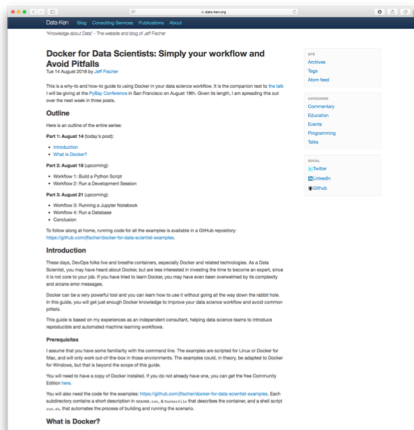 data-ken.org
Data-Ken Blog Consulting Services Publications About
"Knowledge about Data" - The website and blog of Jeff Fischer
Docker for Data Scientists: Simply your workflow and
Avoid Pitfalls
Tue 14 August 2018 by Jeff Fischer
This is a why-to and how-to guide to using Docker in your data science workflow. It is the companion text to the talk
I will be giving at the PyBay Conference in San Francisco on August 18th. Given its length, I am spreading this out
over the next week in three posts.
Outline
Here is an outline of the entire series:
Part 1: August 14 (today's post):
• Introduction
• What is Docker?
Part 2: August 18 (upcoming):
• Workflow 1: Build a Python Script
• Workflow 2: Run a Development Session
Part 3: August 21 (upcoming):
• Workflow 3: Running a Jupyter Notebook
• Workflow 4: Run a Database
• Conclusion
To follow along at home, running code for all the examples is available in a GitHub repository:
https://github.com/jfischer/docker-for-data-scientist-examples.
Introduction
These days, DevOps folks live and breathe containers, especially Docker and related technologies. As a Data
Scientist, you may have heard about Docker, but are less interested in investing the time to become an expert, since
it is not core to your job. If you have tried to learn Docker, you may have even been overwhelmed by its complexity
and arcane error messages.
Docker can be a very powerful tool and you can learn how to use it without going all the way down the rabbit hole.
In this guide, you will get just enough Docker knowledge to improve your data science workflow and avoid common
pitfalls.
This guide is based on my experiences as an independent consultant, helping data science teams to introduce
reproducible and automated machine learning workflows.
Prerequisites
I assume that you have some familiarity with the command line. The examples are scripted for Linux or Docker for
Mac, and will only work out-of-the box in those environments. The examples could, in theory, be adapted to Docker
for Windows, but that is beyond the scope of this guide.
You will need to have a copy of Docker installed. If you do not already have one, you can get the free Community
Edition here.
You will also need the code for the examples: https://github.com/jfischer/docker-for-data-scientist-examples. Each
subdirectory contains a short description in README.txt, a Dockerfile that describes the container, and a shell script
run.sh, that automates the process of building and running the scenario.
What is Docker?
SITE
Archives
Tags
Atom feed
CATEGORIES
Commentary
Education
Events
Programming
Talks
SOCIAL
Twitter
LinkedIn
Github